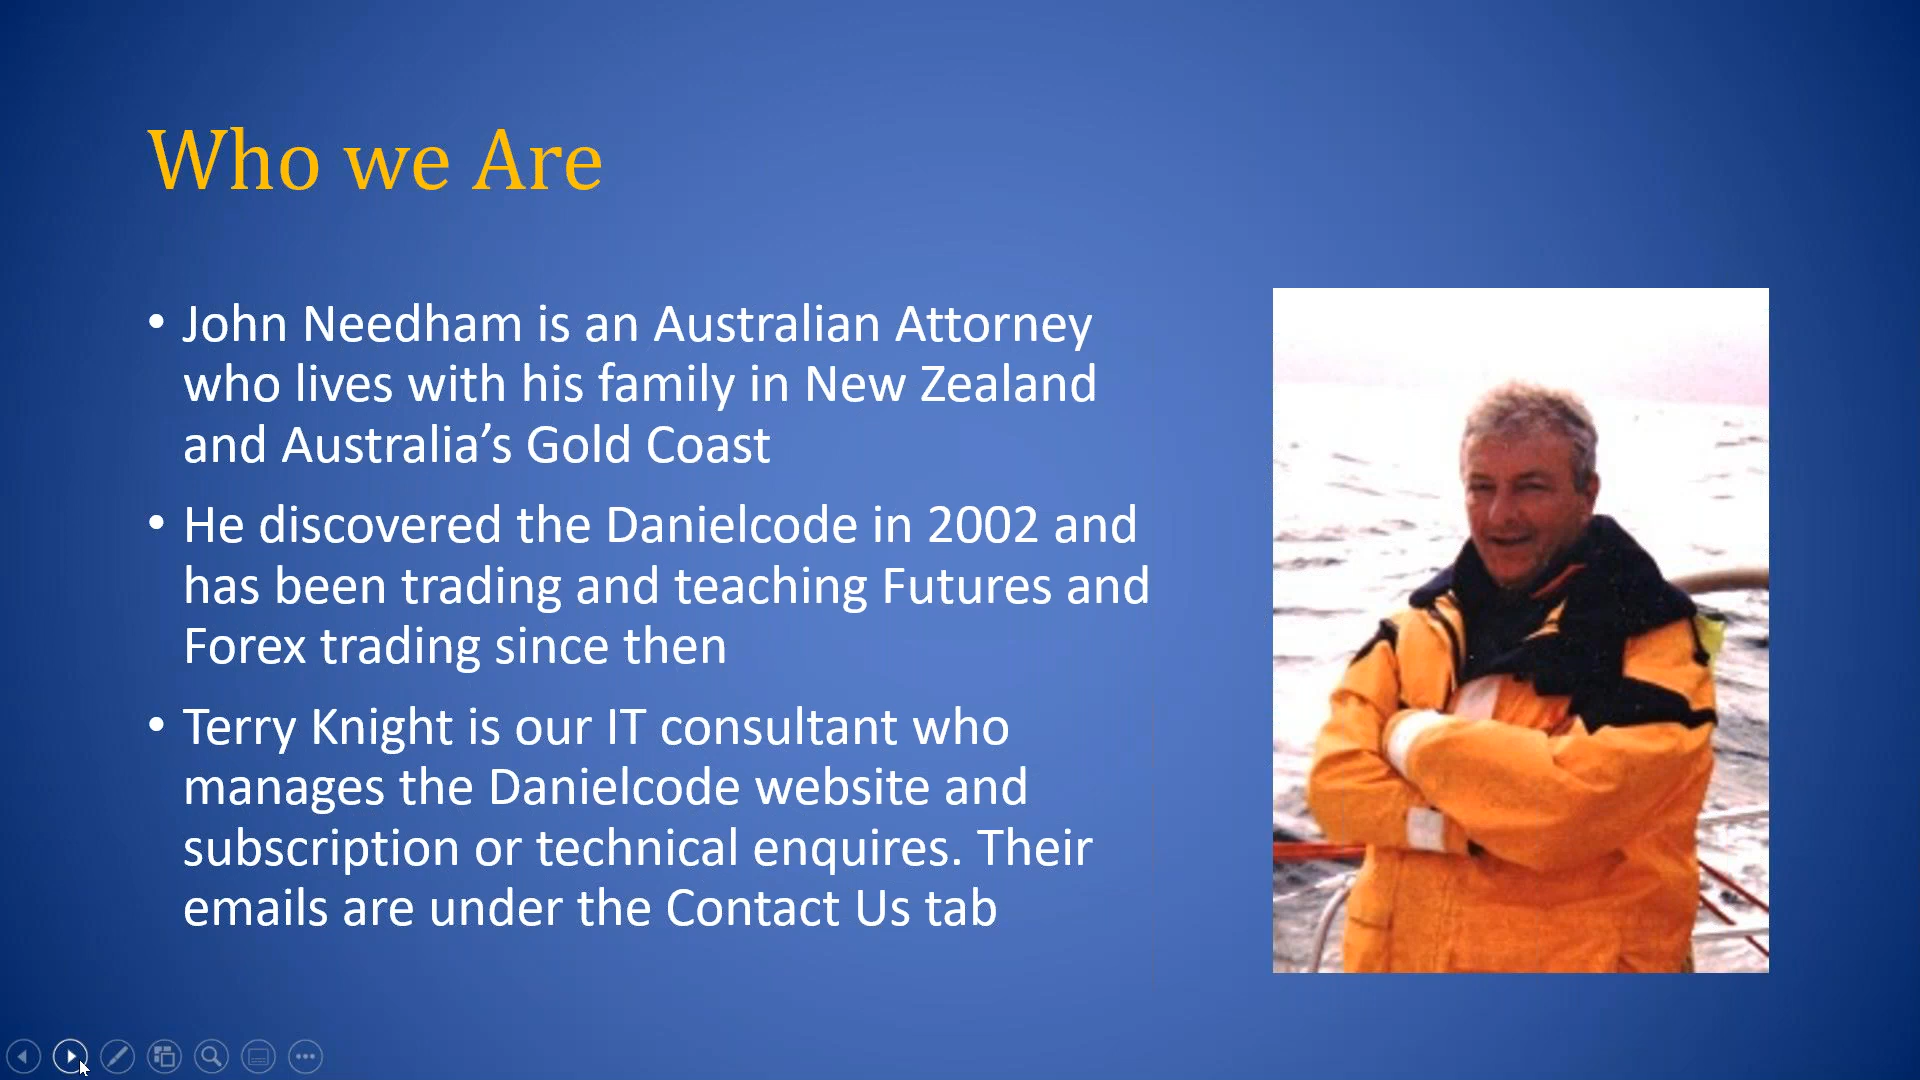 Who we Are
• John Needham is an Australian Attorney
who lives with his family in New Zealand
and Australia’s Gold Coast
• He discovered the Danielcode in 2002 and
has been trading and teaching Futures and
Forex trading since then
• Terry Knight is our IT consultant who
manages the Danielcode website and
subscription or technical enquires. Their
emails are under the Contact Us tab